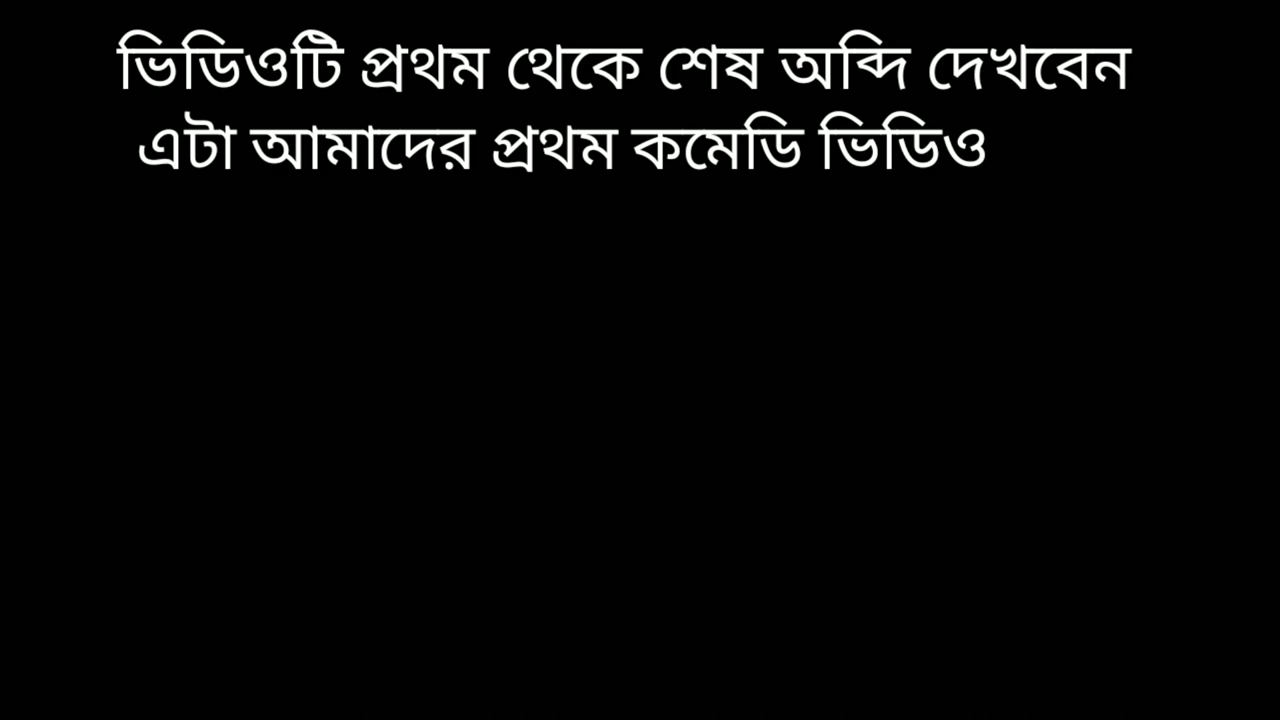 ভিডিওটি প্রথম থেকে শেষ অব্দি দেখবেন
এটা আমাদের প্রথম কমেডি ভিডিও